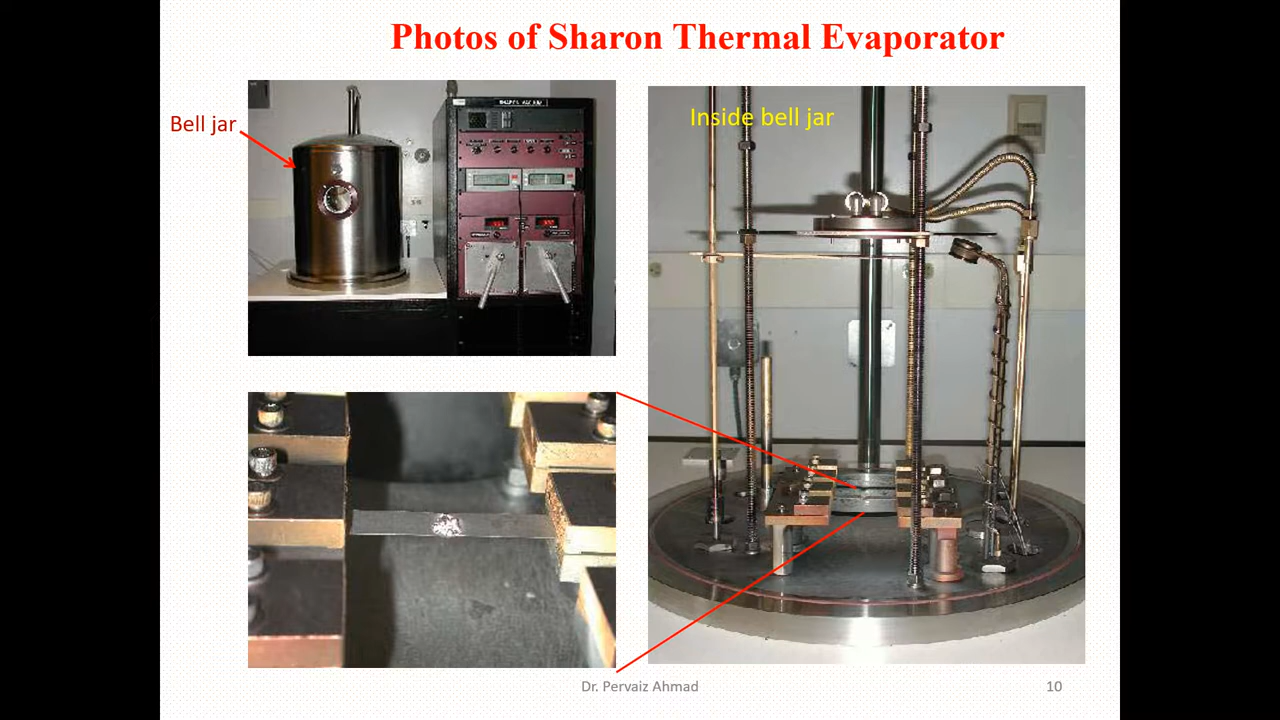 Photos of Sharon Thermal Evaporator
Bell jar
Inside bell jar
Dr. Pervaiz Ahmad
10